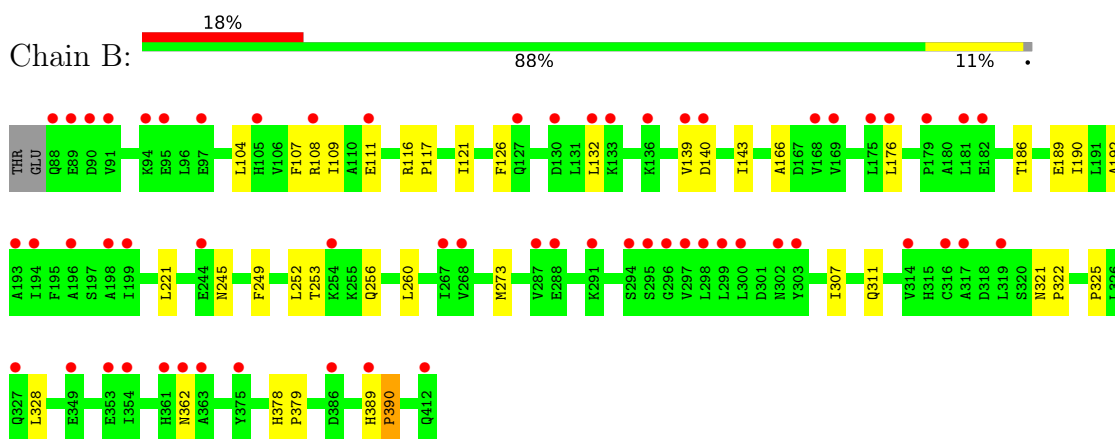 18%
Chain B:
88% 11% •
THR GLU Q88 E89 D90 V91 K94 E95 L96 E97 L104 H105 V106 F107 R108 I109 A110 E111 R116 P117 I121 F126 Q127 D130 L131 L132 K133 K136 V139 D140 I143 A166 D167 V168 V169 L175 L176 P179 A180 L181 E182 T186 E189 I190 L191 A192
A193 I194 F195 A196 S197 A198 I199 L221 E244 N245 F249 L252 T253 K254 K255 Q256 L260 I267 V268 M273 V287 E288 K291 S294 S295 G296 V297 L298 L299 L300 D301 N302 Y303 I307 Q311 V314 H315 C316 A317 D318 L319 S320 N321 P322 P325 L326
Q327 L328 E349 E353 I354 H361 N362 A363 Y375 H378 P379 D386 H389 P390 Q412